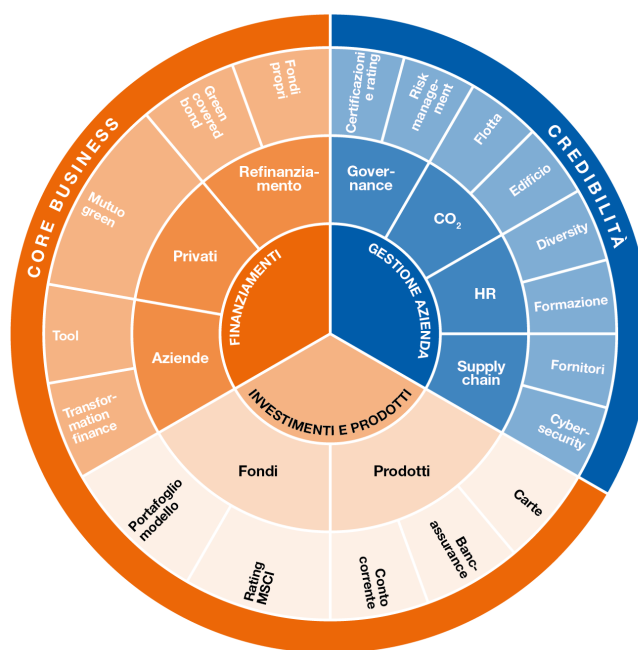 CORE BUSINESS
CREDIBILITÀ
FINANZIAMENTI
GESTIONE AZIENDA
INVESTIMENTI E PRODOTTI
Refinanzia-
mento
Privati
Aziende
Fondi
propri
Green
covered
bond
Mutuo
green
Tool
Transfor-
mation
finance
Gover-
nance
CO₂
HR
Supply
chain
Certificazioni
e rating
Risk
manage-
ment
Flotta
Edificio
Diversity
Formazione
Fornitori
Cyber-
security
Fondi
Prodotti
Portafoglio
modello
Rating
MSCI
Conto
corrente
Banc-
assurance
Carte